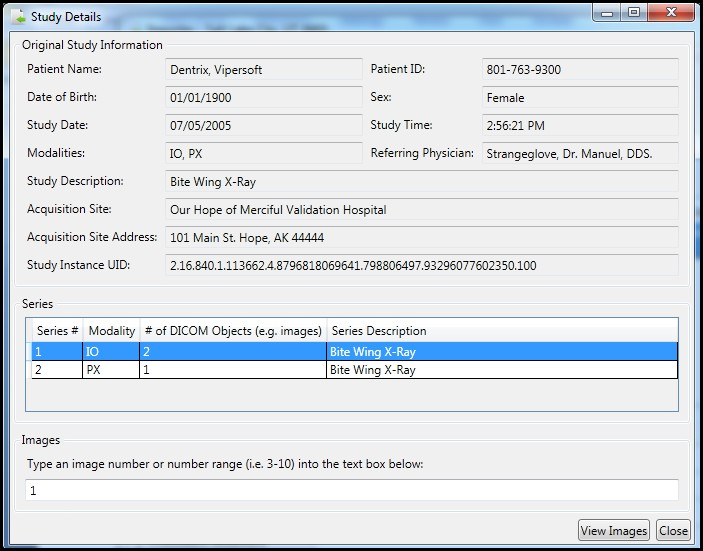 Study Details
Original Study Information
Patient Name: Dentrix, Vipersoft Patient ID: 801-763-9300
Date of Birth: 01/01/1900 Sex: Female
Study Date: 07/05/2005 Study Time: 2:56:21 PM
Modalities: IO, PX Referring Physician: Strangeglove, Dr. Manuel, DDS.
Study Description: Bite Wing X-Ray
Acquisition Site: Our Hope of Merciful Validation Hospital
Acquisition Site Address: 101 Main St. Hope, AK 44444
Study Instance UID: 2.16.840.1.113662.4.8796818069641.798806497.93296077602350.100
Series
Series # Modality # of DICOM Objects (e.g. images) Series Description
1 IO 2 Bite Wing X-Ray
2 PX 1 Bite Wing X-Ray
Images
Type an image number or number range (i.e. 3-10) into the text box below:
1
View Images Close